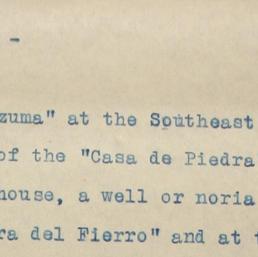 -
zuma" at the Southeast
of the "Casa de Piedra
house, a well or noria
ra del Fierro" and at t